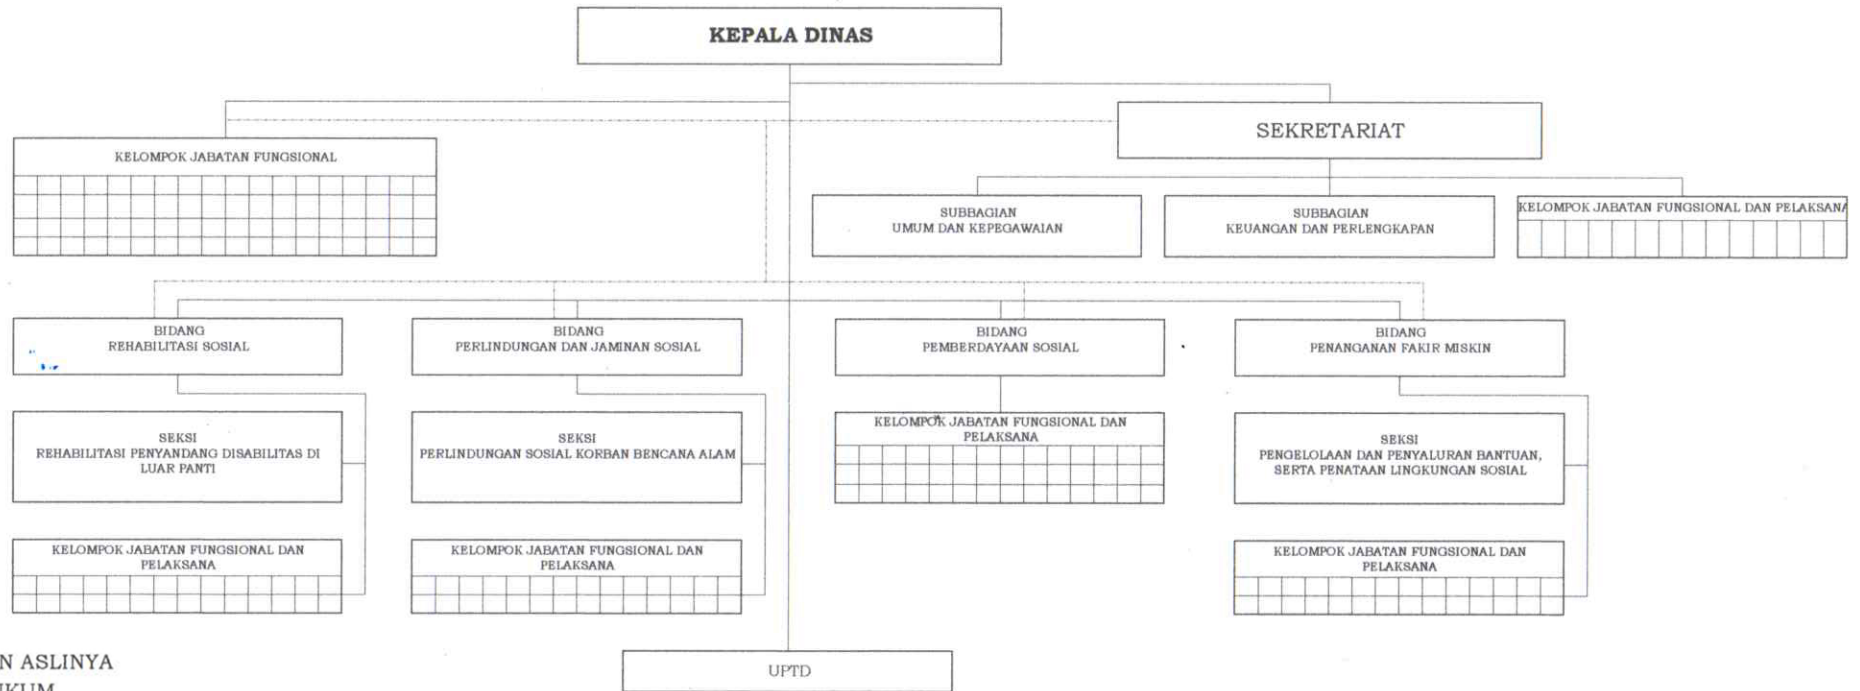 KEPALA DINAS
SEKRETARIAT
KELOMPOK JABATAN FUNGSIONAL
SUBBAGIAN
UMUM DAN KEPEGAWAIAN
SUBBAGIAN
KEUANGAN DAN PERLENGKAPAN
KELOMPOK JABATAN FUNGSIONAL DAN PELAKSANA
BIDANG
REHABILITASI SOSIAL
BIDANG
PERLINDUNGAN DAN JAMINAN SOSIAL
BIDANG
PEMBERDAYAAN SOSIAL
BIDANG
PENANGANAN FAKIR MISKIN
SEKSI
REHABILITASI PENYANDANG DISABILITAS DI
LUAR PANTI
SEKSI
PERLINDUNGAN SOSIAL KORBAN BENCANA ALAM
KELOMPOK JABATAN FUNGSIONAL DAN
PELAKSANA
SEKSI
PENGELOLAAN DAN PENYALURAN BANTUAN,
SERTA PENATAAN LINGKUNGAN SOSIAL
KELOMPOK JABATAN FUNGSIONAL DAN
PELAKSANA
KELOMPOK JABATAN FUNGSIONAL DAN
PELAKSANA
KELOMPOK JABATAN FUNGSIONAL DAN
PELAKSANA
UPTD
N ASLINYA